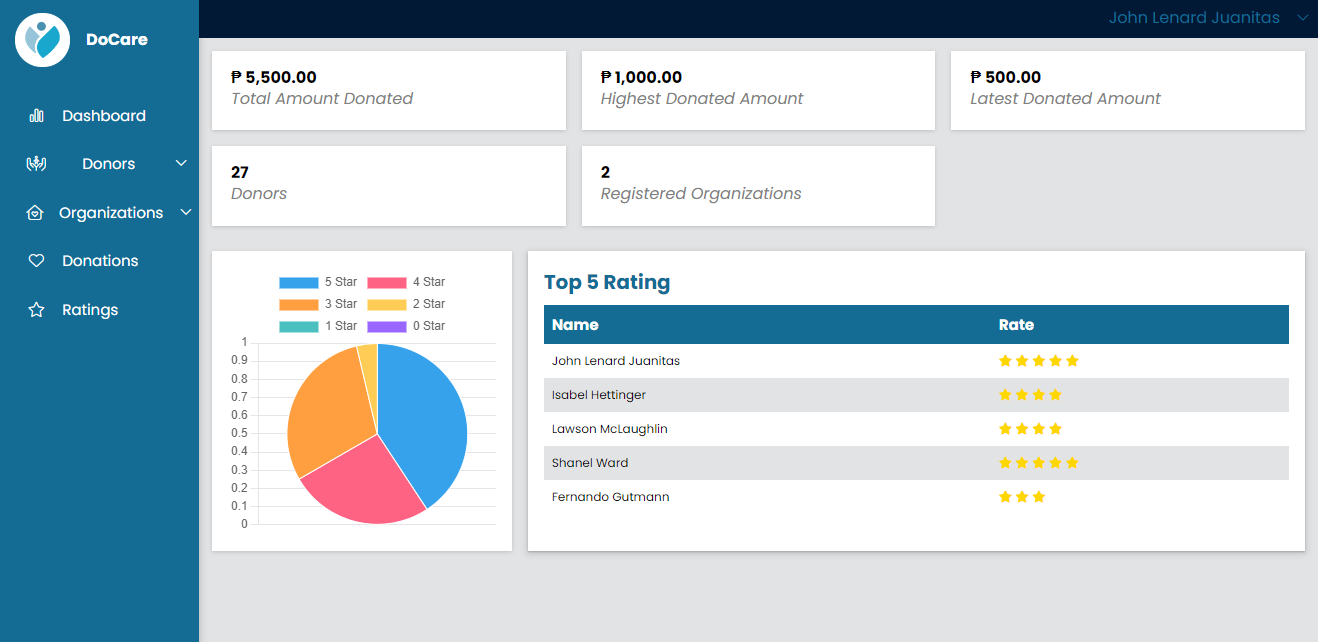 DoCare
John Lenard Juanitas
Dashboard
Donors
Organizations
Donations
Ratings
₱ 5,500.00
Total Amount Donated
₱ 1,000.00
Highest Donated Amount
₱ 500.00
Latest Donated Amount
27
Donors
2
Registered Organizations
5 Star 4 Star
3 Star 2 Star
1 Star 0 Star
1
0.9
0.8
0.7
0.6
0.5
0.4
0.3
0.2
0.1
0
Top 5 Rating
Name Rate
John Lenard Juanitas
Isabel Hettinger
Lawson McLaughlin
Shanel Ward
Fernando Gutmann